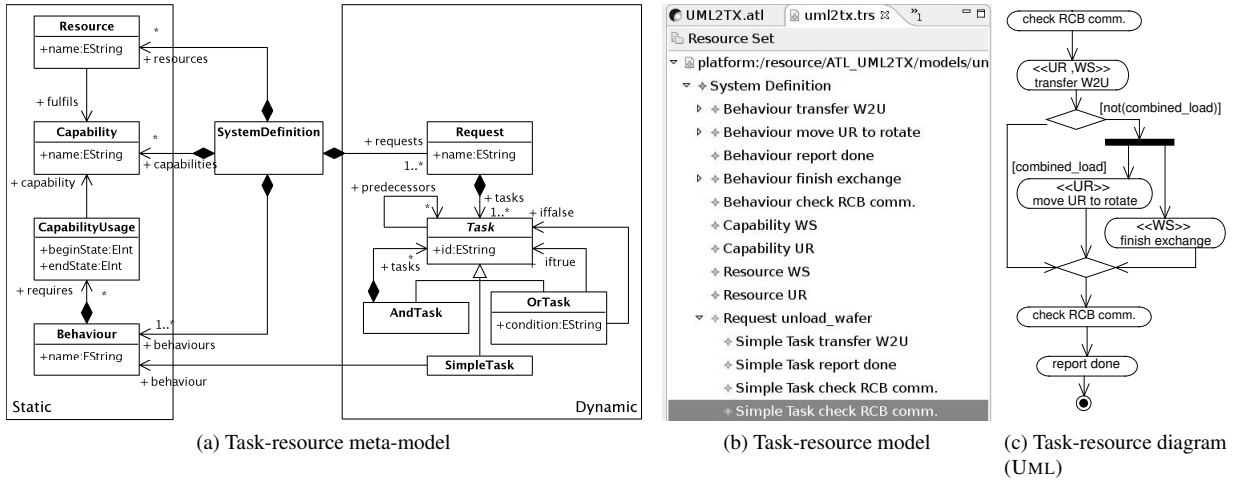 Resource
+name:EString
*
+ resources
+ fulfils
Capability
+name:EString
*
+ capabilities
SystemDefinition
+ requests
1..*
Request
+name:EString
+ capability
+ predecessors
*
+ tasks
1..*
+ iffalse
CapabilityUsage
+beginState:EInt
+endState:EInt
Task
+id:EString
*
+ tasks
iftrue
+ requires
*
AndTask
OrTask
+condition:EString
Behaviour
+name:EString
1..*
+ behaviours
SimpleTask
+ behaviour
Static
Dynamic
(a) Task-resource meta-model
UML2TX.atl
uml2tx.trs
»1
Resource Set
platform:/resource/ATL_UML2TX/models/un
System Definition
Behaviour transfer W2U
Behaviour move UR to rotate
Behaviour report done
Behaviour finish exchange
Behaviour check RCB comm.
Capability WS
Capability UR
Resource WS
Resource UR
Request unload_wafer
Simple Task transfer W2U
Simple Task report done
Simple Task check RCB comm.
Simple Task check RCB comm.
(b) Task-resource model
check RCB comm.
<<UR ,WS>>
transfer W2U
[not(combined_load)]
[combined_load]
<<UR>>
move UR to rotate
<<WS>>
finish exchange
check RCB comm.
report done
(c) Task-resource diagram
(UML)